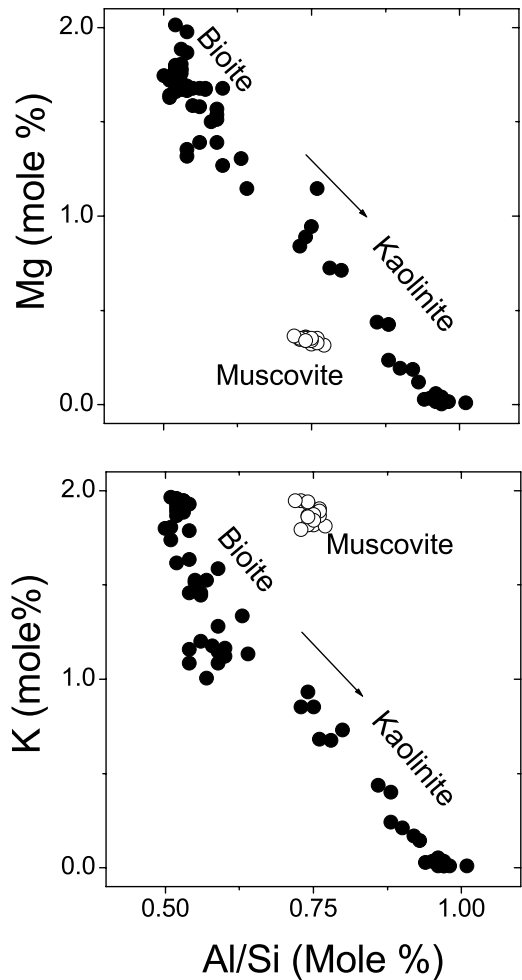 2.0
Bioite
1.0
Kaolinite
Muscovite
0.0
Mg (mole %)
2.0
Bioite
Muscovite
1.0
Kaolinite
0.0
K (mole%)
0.50
0.75
1.00
Al/Si (Mole %)